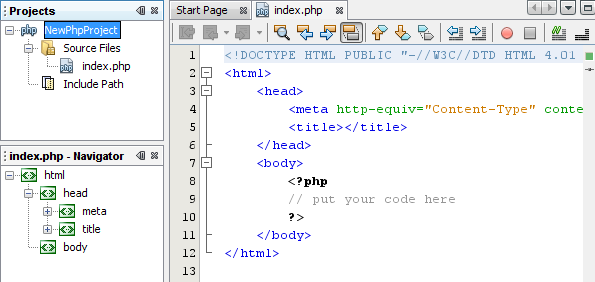 Projects
NewPhpProject
Source Files
index.php
Include Path
index.php - Navigator
html
head
meta
title
body
Start Page
index.php
1 <!DOCTYPE HTML PUBLIC "-//W3C//DTD HTML 4.01
2 <html>
3 <head>
4 <meta http-equiv="Content-Type" conte
5 <title></title>
6 </head>
7 <body>
8 <?php
9 // put your code here
10 ?>
11 </body>
12 </html>
13